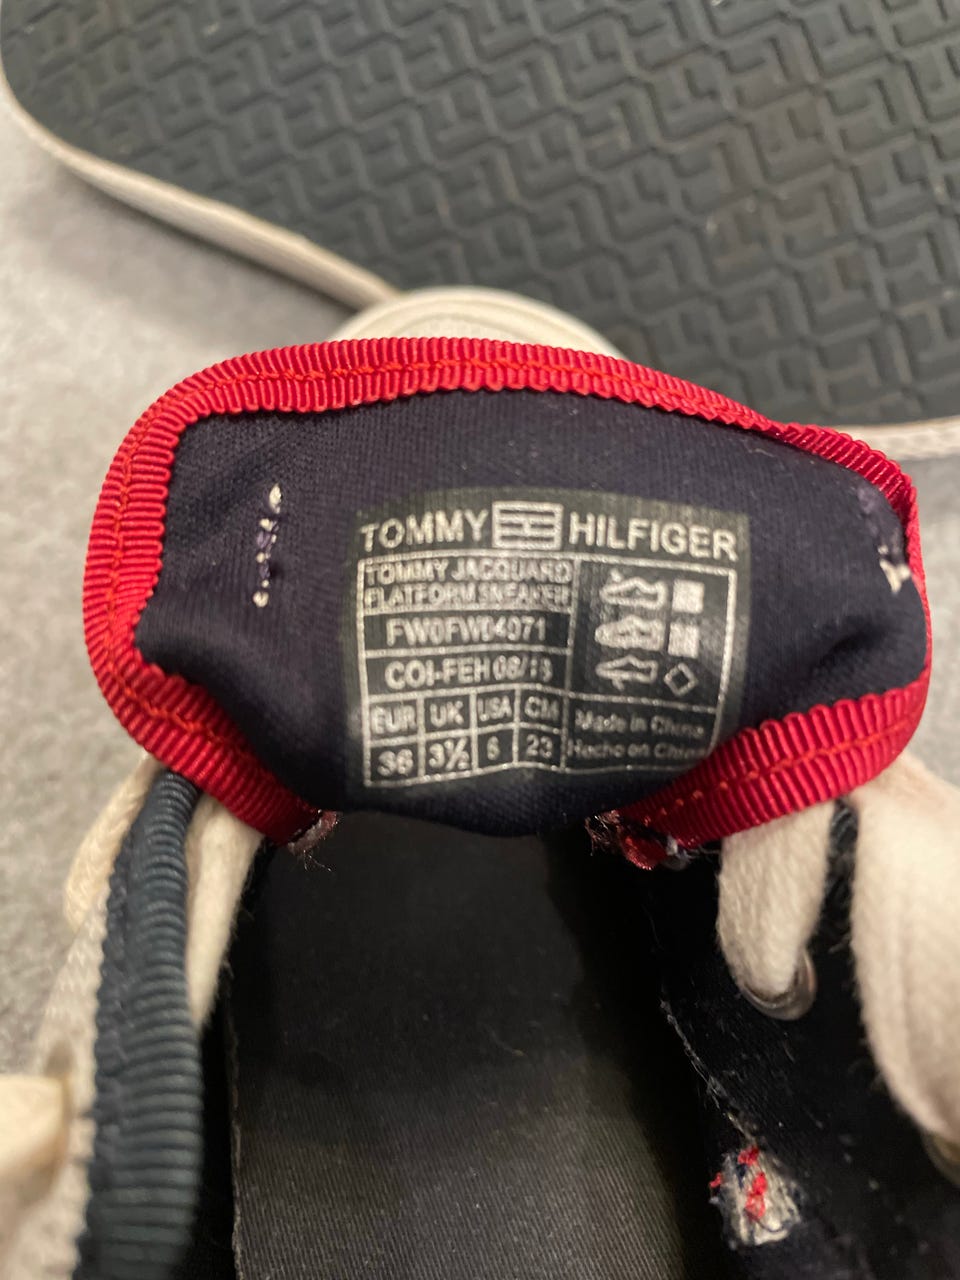 TOMMY HILFIGER
TOMMY JACQUARD
PLATFORM SNEAKER
FW0FW04071
COI-FEH 08/18
EUR UK USA CM
36 3½ 6 23
Made in China
Hecho en China